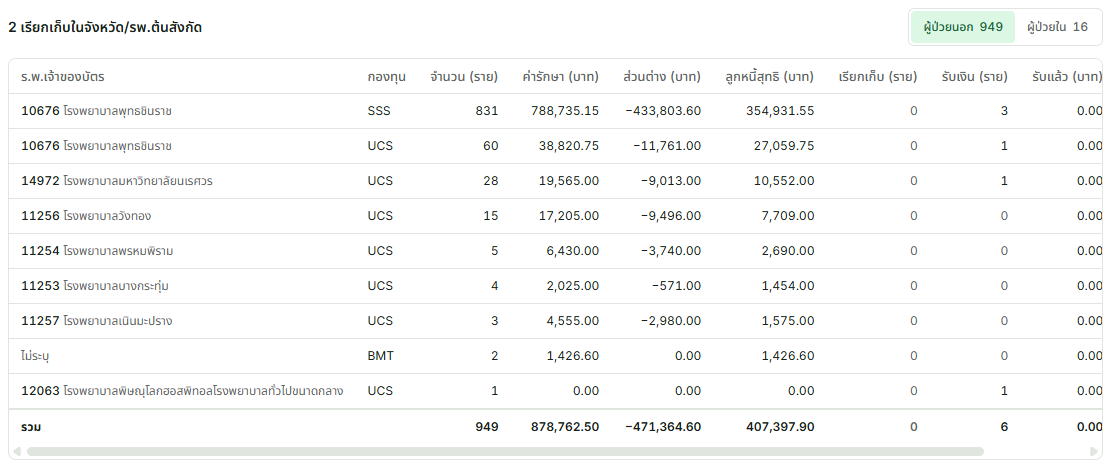 2 เรียกเก็บในจังหวัด/รพ.ต้นสังกัด
ผู้ป่วยนอก 949 ผู้ป่วยใน 16
ร.พ.เจ้าของบัตร กองทุน จำนวน (ราย) ค่ารักษา (บาท) ส่วนต่าง (บาท) ลูกหนี้สุทธิ (บาท) เรียกเก็บ (ราย) รับเงิน (ราย) รับแล้ว (บาท)
10676 โรงพยาบาลพุทธชินราช SSS 831 788,735.15 −433,803.60 354,931.55 0 3 0.00
10676 โรงพยาบาลพุทธชินราช UCS 60 38,820.75 −11,761.00 27,059.75 0 1 0.00
14972 โรงพยาบาลมหาวิทยาลัยนเรศวร UCS 28 19,565.00 −9,013.00 10,552.00 0 1 0.00
11256 โรงพยาบาลวังทอง UCS 15 17,205.00 −9,496.00 7,709.00 0 0 0.00
11254 โรงพยาบาลพรหมพิราม UCS 5 6,430.00 −3,740.00 2,690.00 0 0 0.00
11253 โรงพยาบาลบางกระทุ่ม UCS 4 2,025.00 −571.00 1,454.00 0 0 0.00
11257 โรงพยาบาลเนินมะปราง UCS 3 4,555.00 −2,980.00 1,575.00 0 0 0.00
ไม่ระบุ BMT 2 1,426.60 0.00 1,426.60 0 0 0.00
12063 โรงพยาบาลพิษณุโลกฮอสพิทอลโรงพยาบาลทั่วไปขนาดกลาง UCS 1 0.00 0.00 0.00 0 1 0.00
รวม 949 878,762.50 −471,364.60 407,397.90 0 6 0.00